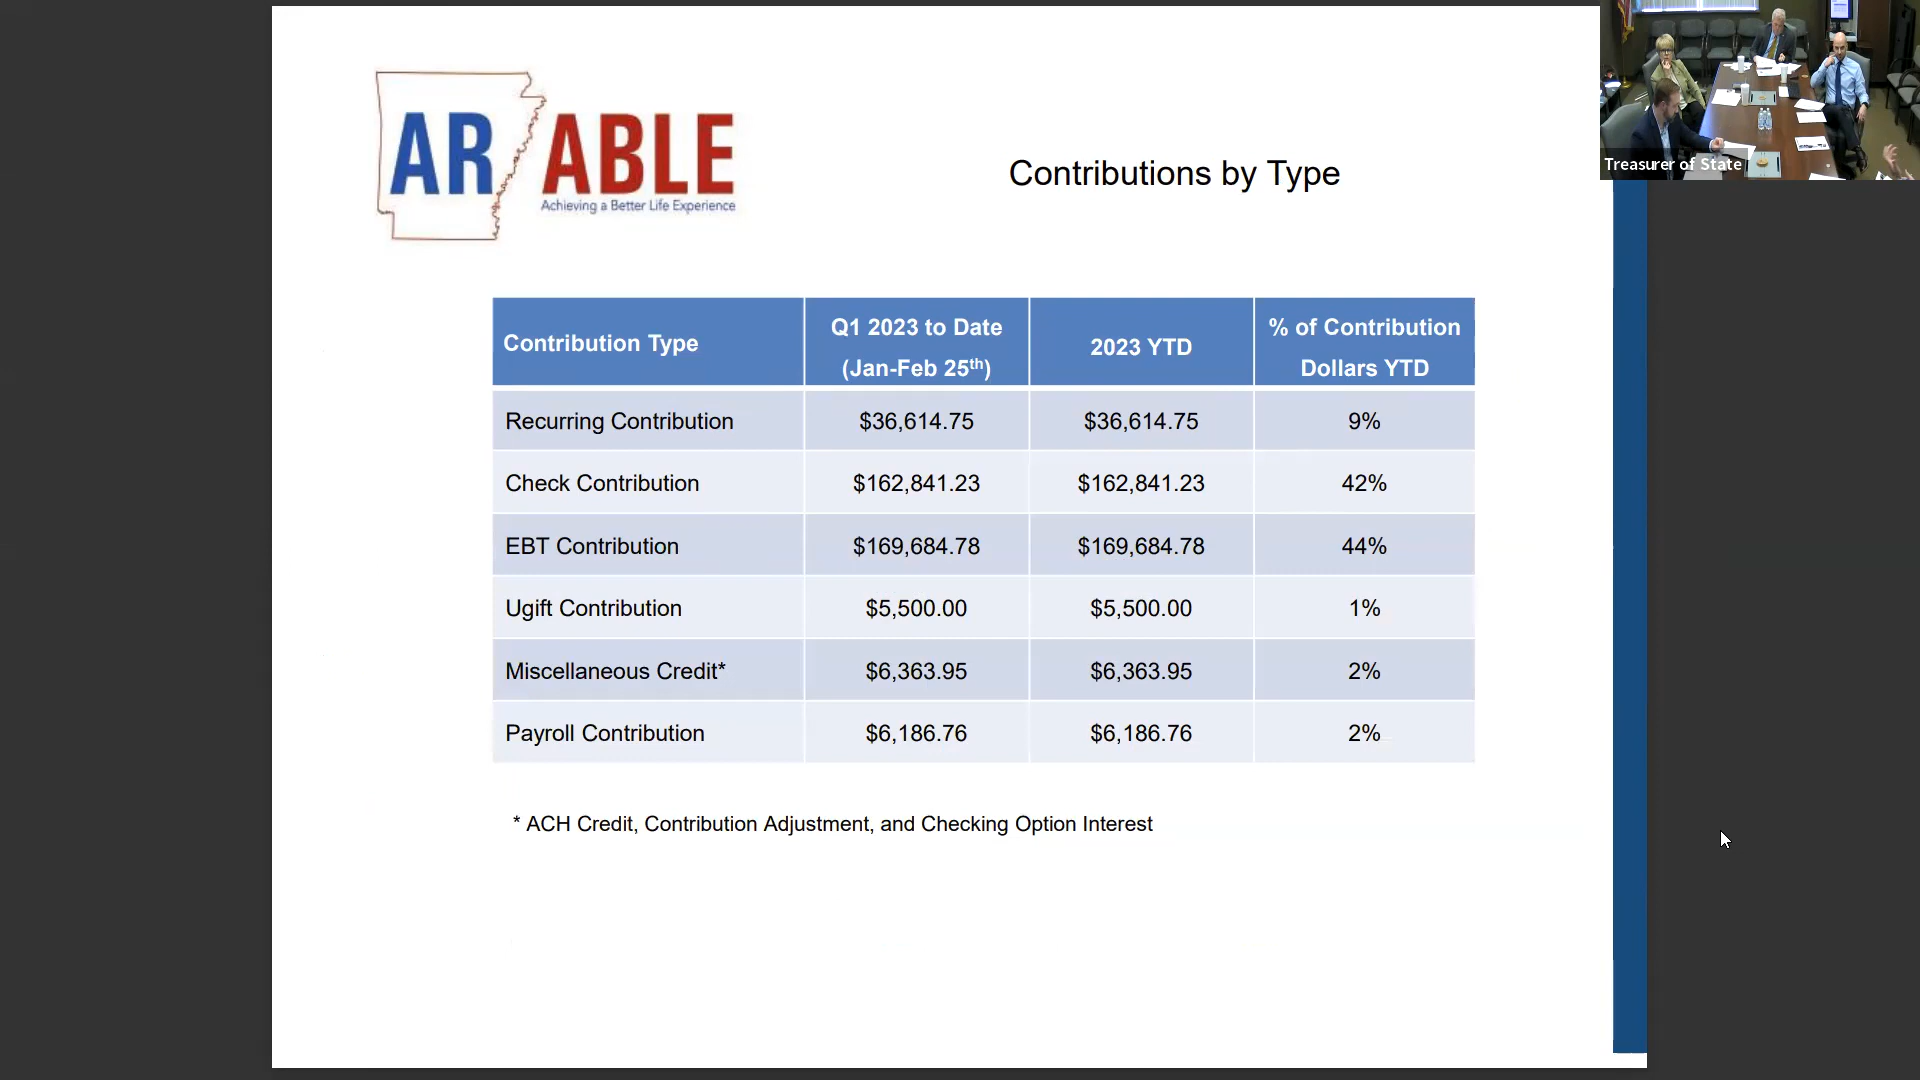 AR ABLE
Achieving a Better Life Experience
Contributions by Type
Treasurer of State
Contribution Type
Q1 2023 to Date
(Jan-Feb 25th)
2023 YTD
% of Contribution
Dollars YTD
Recurring Contribution $36,614.75 $36,614.75 9%
Check Contribution $162,841.23 $162,841.23 42%
EBT Contribution $169,684.78 $169,684.78 44%
Ugift Contribution $5,500.00 $5,500.00 1%
Miscellaneous Credit* $6,363.95 $6,363.95 2%
Payroll Contribution $6,186.76 $6,186.76 2%
* ACH Credit, Contribution Adjustment, and Checking Option Interest